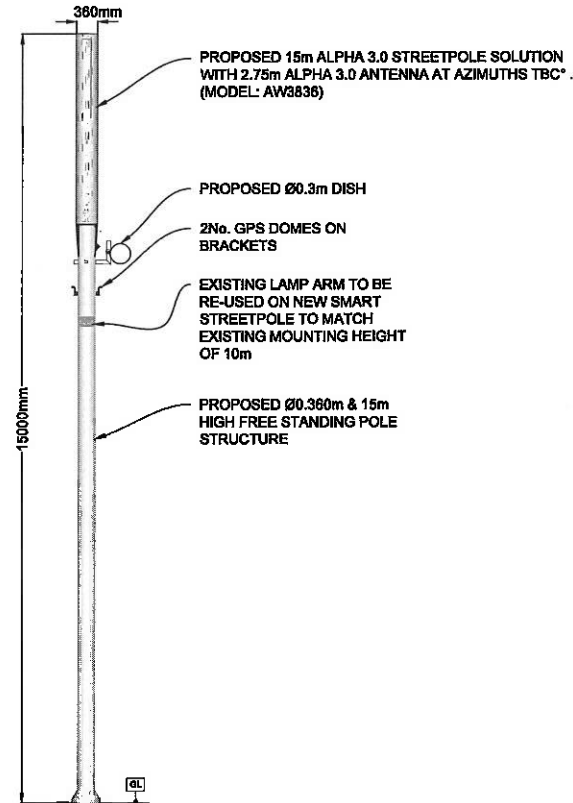 360mm
PROPOSED 15m ALPHA 3.0 STREETPOLE SOLUTION
WITH 2.75m ALPHA 3.0 ANTENNA AT AZIMUTHS TBC° .
(MODEL: AW3836)
PROPOSED Ø0.3m DISH
2No. GPS DOMES ON
BRACKETS
EXISTING LAMP ARM TO BE
RE-USED ON NEW SMART
STREETPOLE TO MATCH
EXISTING MOUNTING HEIGHT
OF 10m
15000mm
PROPOSED Ø0.360m & 15m
HIGH FREE STANDING POLE
STRUCTURE
GL